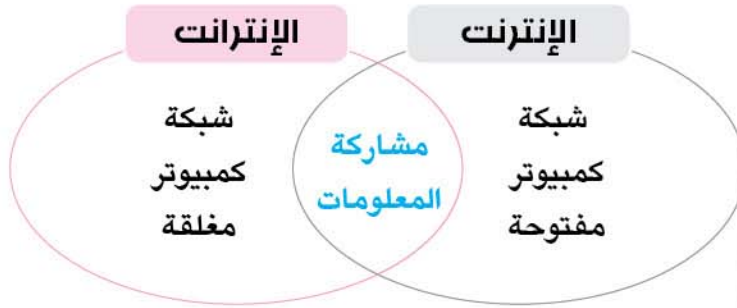 الإنترنت
شبكة
كمبيوتر
مفتوحة
مشاركة
المعلومات
الإنترانت
شبكة
كمبيوتر
مغلقة